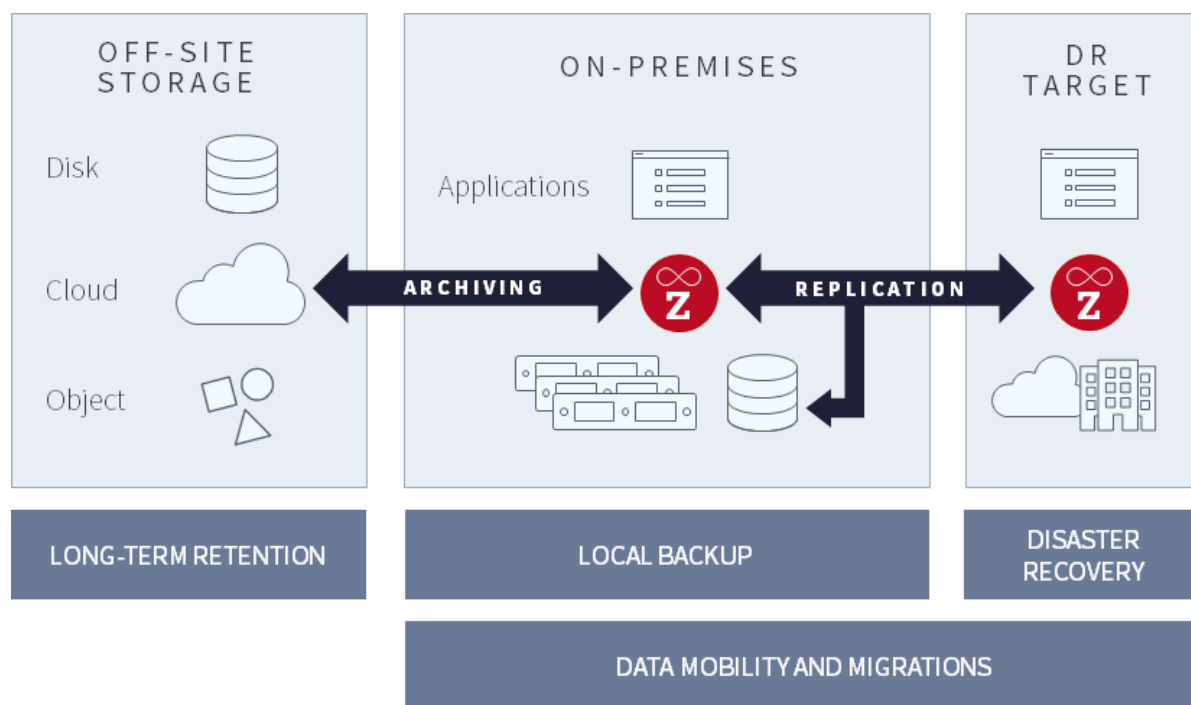 OFF-SITE
STORAGE
Disk
Cloud
Object
ON-PREMISES
Applications
ARCHIVING
Z
REPLICATION
DR
TARGET
Z
LONG-TERM RETENTION
LOCAL BACKUP
DISASTER
RECOVERY
DATA MOBILITY AND MIGRATIONS